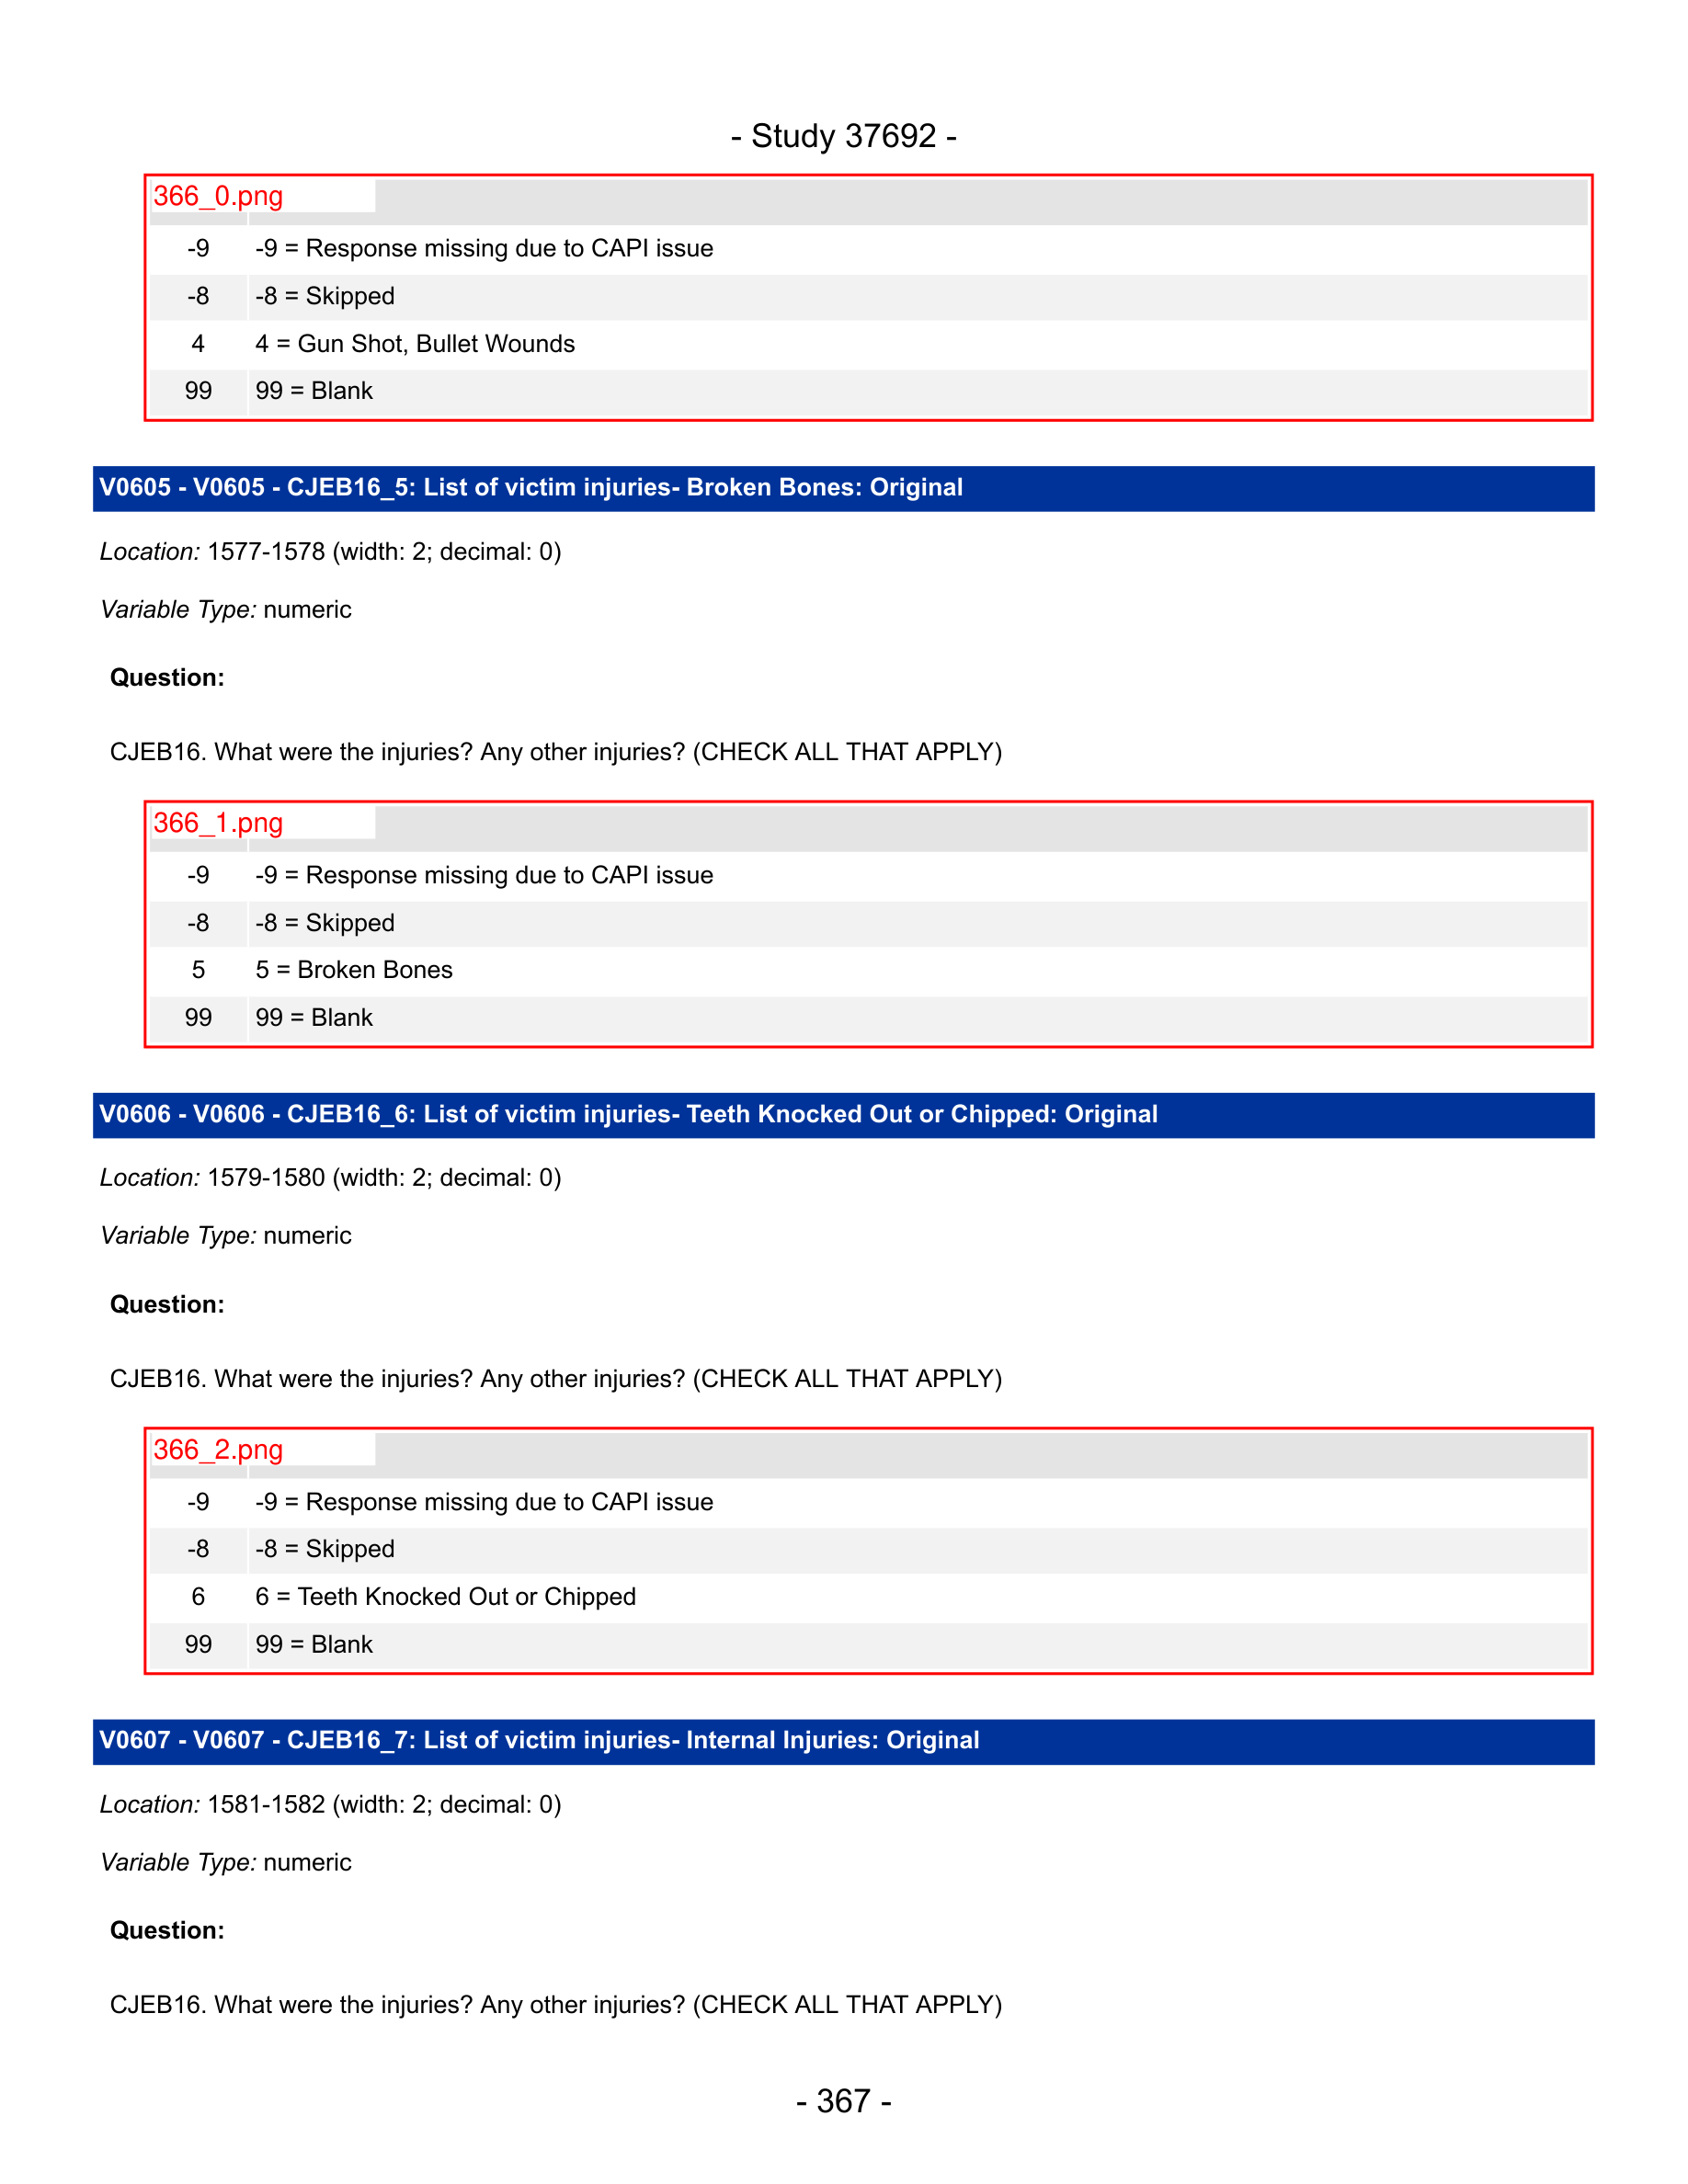 - Study 37692 -
366_0.png
-9 -9 = Response missing due to CAPI issue
-8 -8 = Skipped
4 4 = Gun Shot, Bullet Wounds
99 99 = Blank
V0605 - V0605 - CJEB16_5: List of victim injuries- Broken Bones: Original
Location: 1577-1578 (width: 2; decimal: 0)
Variable Type: numeric
Question:
CJEB16. What were the injuries? Any other injuries? (CHECK ALL THAT APPLY)
366_1.png
-9 -9 = Response missing due to CAPI issue
-8 -8 = Skipped
5 5 = Broken Bones
99 99 = Blank
V0606 - V0606 - CJEB16_6: List of victim injuries- Teeth Knocked Out or Chipped: Original
Location: 1579-1580 (width: 2; decimal: 0)
Variable Type: numeric
Question:
CJEB16. What were the injuries? Any other injuries? (CHECK ALL THAT APPLY)
366_2.png
-9 -9 = Response missing due to CAPI issue
-8 -8 = Skipped
6 6 = Teeth Knocked Out or Chipped
99 99 = Blank
V0607 - V0607 - CJEB16_7: List of victim injuries- Internal Injuries: Original
Location: 1581-1582 (width: 2; decimal: 0)
Variable Type: numeric
Question:
CJEB16. What were the injuries? Any other injuries? (CHECK ALL THAT APPLY)
- 367 -